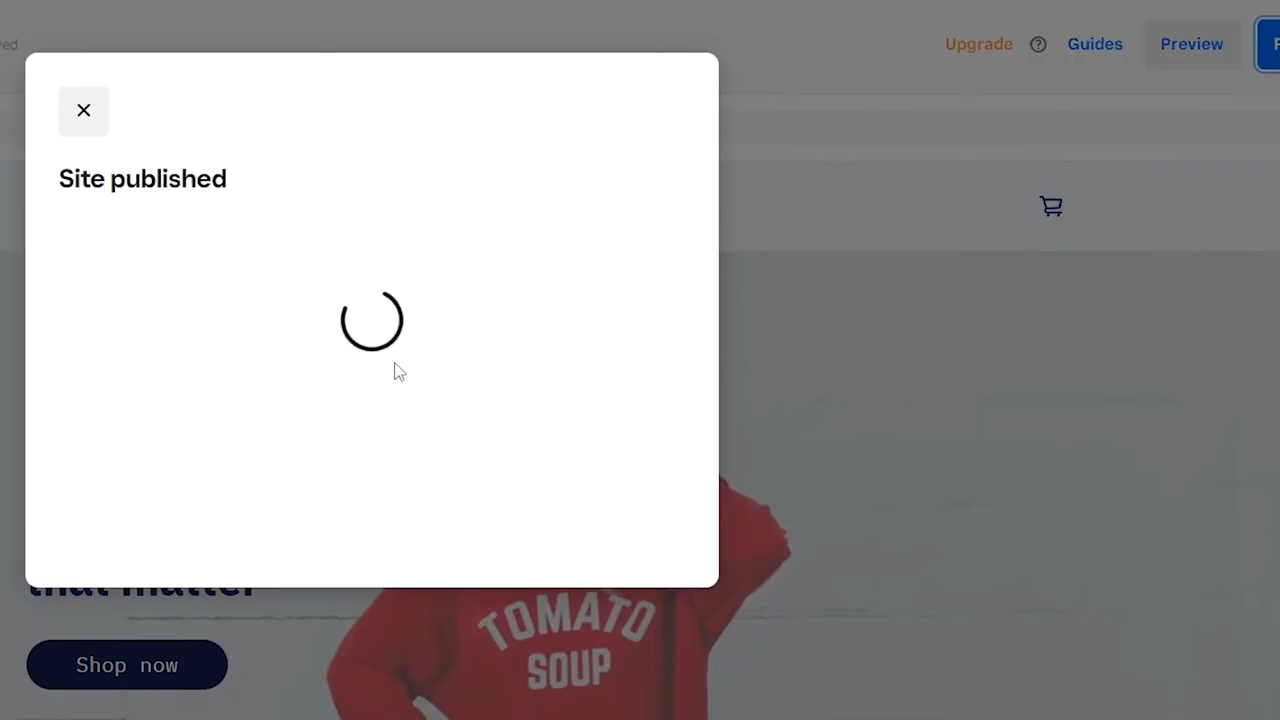 Upgrade
Guides
Preview
Site published
that matter
Shop now
TOMATO
SOUP